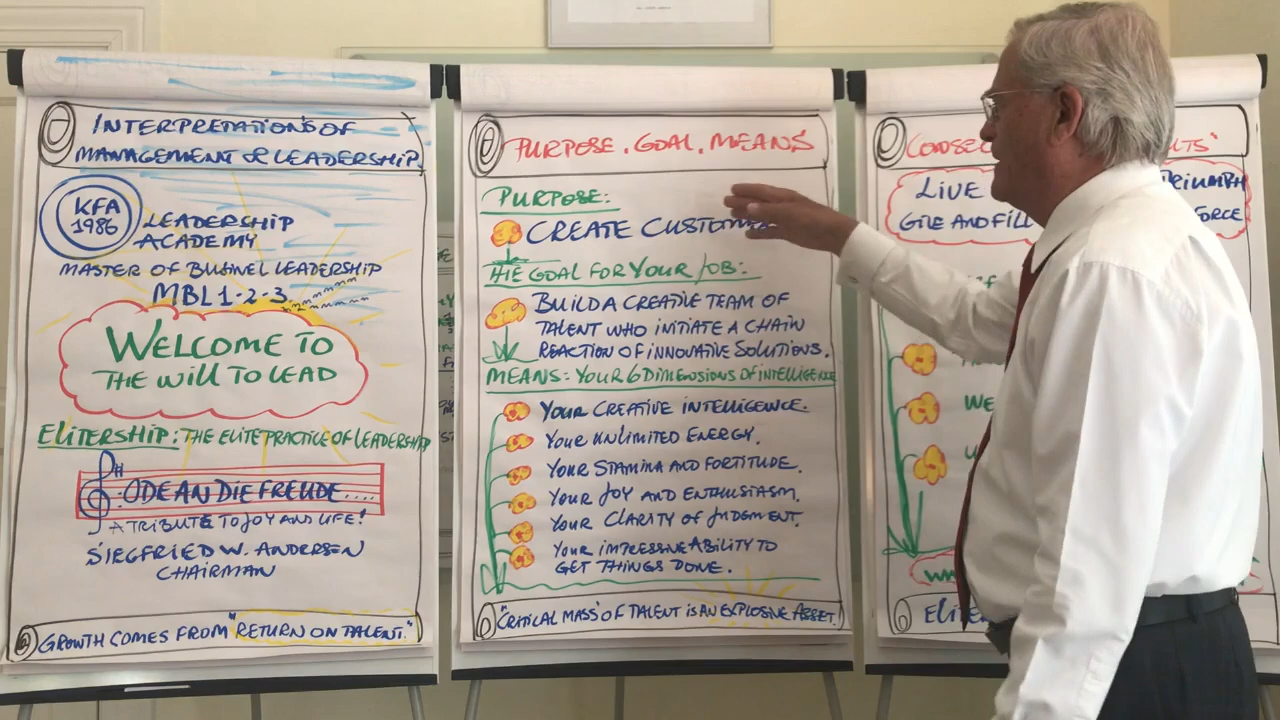 INTERPRETATIONS OF
MANAGEMENT & LEADERSHIP
KFA
1986
LEADERSHIP
ACADEMY
MASTER OF BUSINEL LEADERSHIP
MBL 1-2-3
WELCOME TO
THE WILL TO LEAD
ELITERSHIP: THE ELITE PRACTICE OF LEADERSHIP
ODE AN DIE FREUDE....
A TRIBUTE TO JOY AND LIFE!
SIEGFRIED W. ANDERSEN
CHAIRMAN
GROWTH COMES FROM "RETURN ON TALENT."
PURPOSE. GOAL. MEANS
PURPOSE:
CREATE
THE GOAL FOR YOUR JOB:
BUILD A CREATIVE TEAM OF
TALENT WHO INITIATE A CHAIN
REACTION OF INNOVATIVE SOLUTIONS.
MEANS: YOUR 6 DIMENSIONS OF INTELLIGENCE
YOUR CREATIVE INTELLIGENCE.
YOUR UNLIMITED ENERGY.
YOUR STAMINA AND FORTITUDE.
YOUR JOY AND ENTHUSIASM.
YOUR CLARITY OF JUDGMENT.
YOUR IMPRESSIVE ABILITY TO
GET THINGS DONE.
"CRITICAL MASS" OF TALENT IS AN EXPLOSIVE ASSET.
LIVE TRIUMPH
GIVE AND FILL FORCE
WE